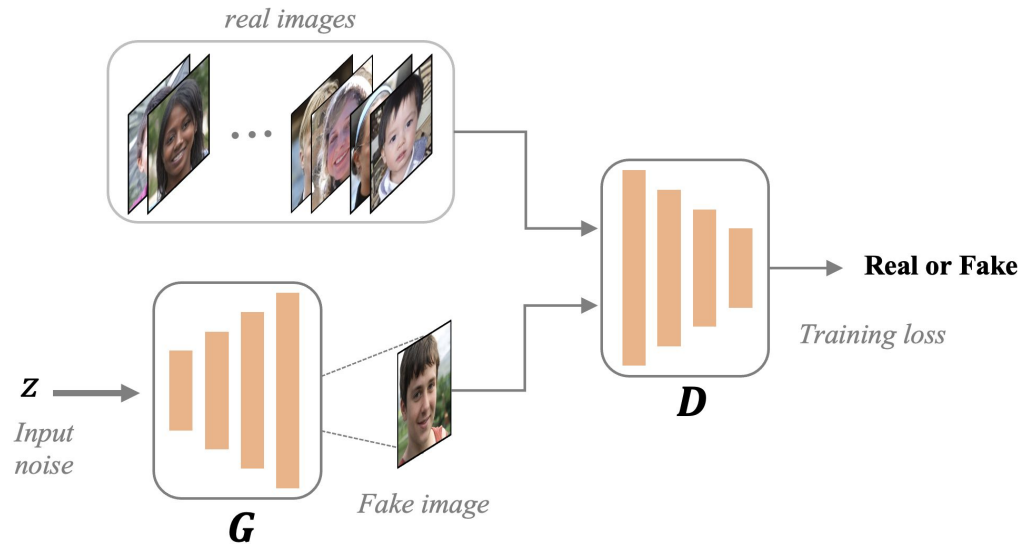 real images
Real or Fake
Training loss
D
z
Input
noise
Fake image
G